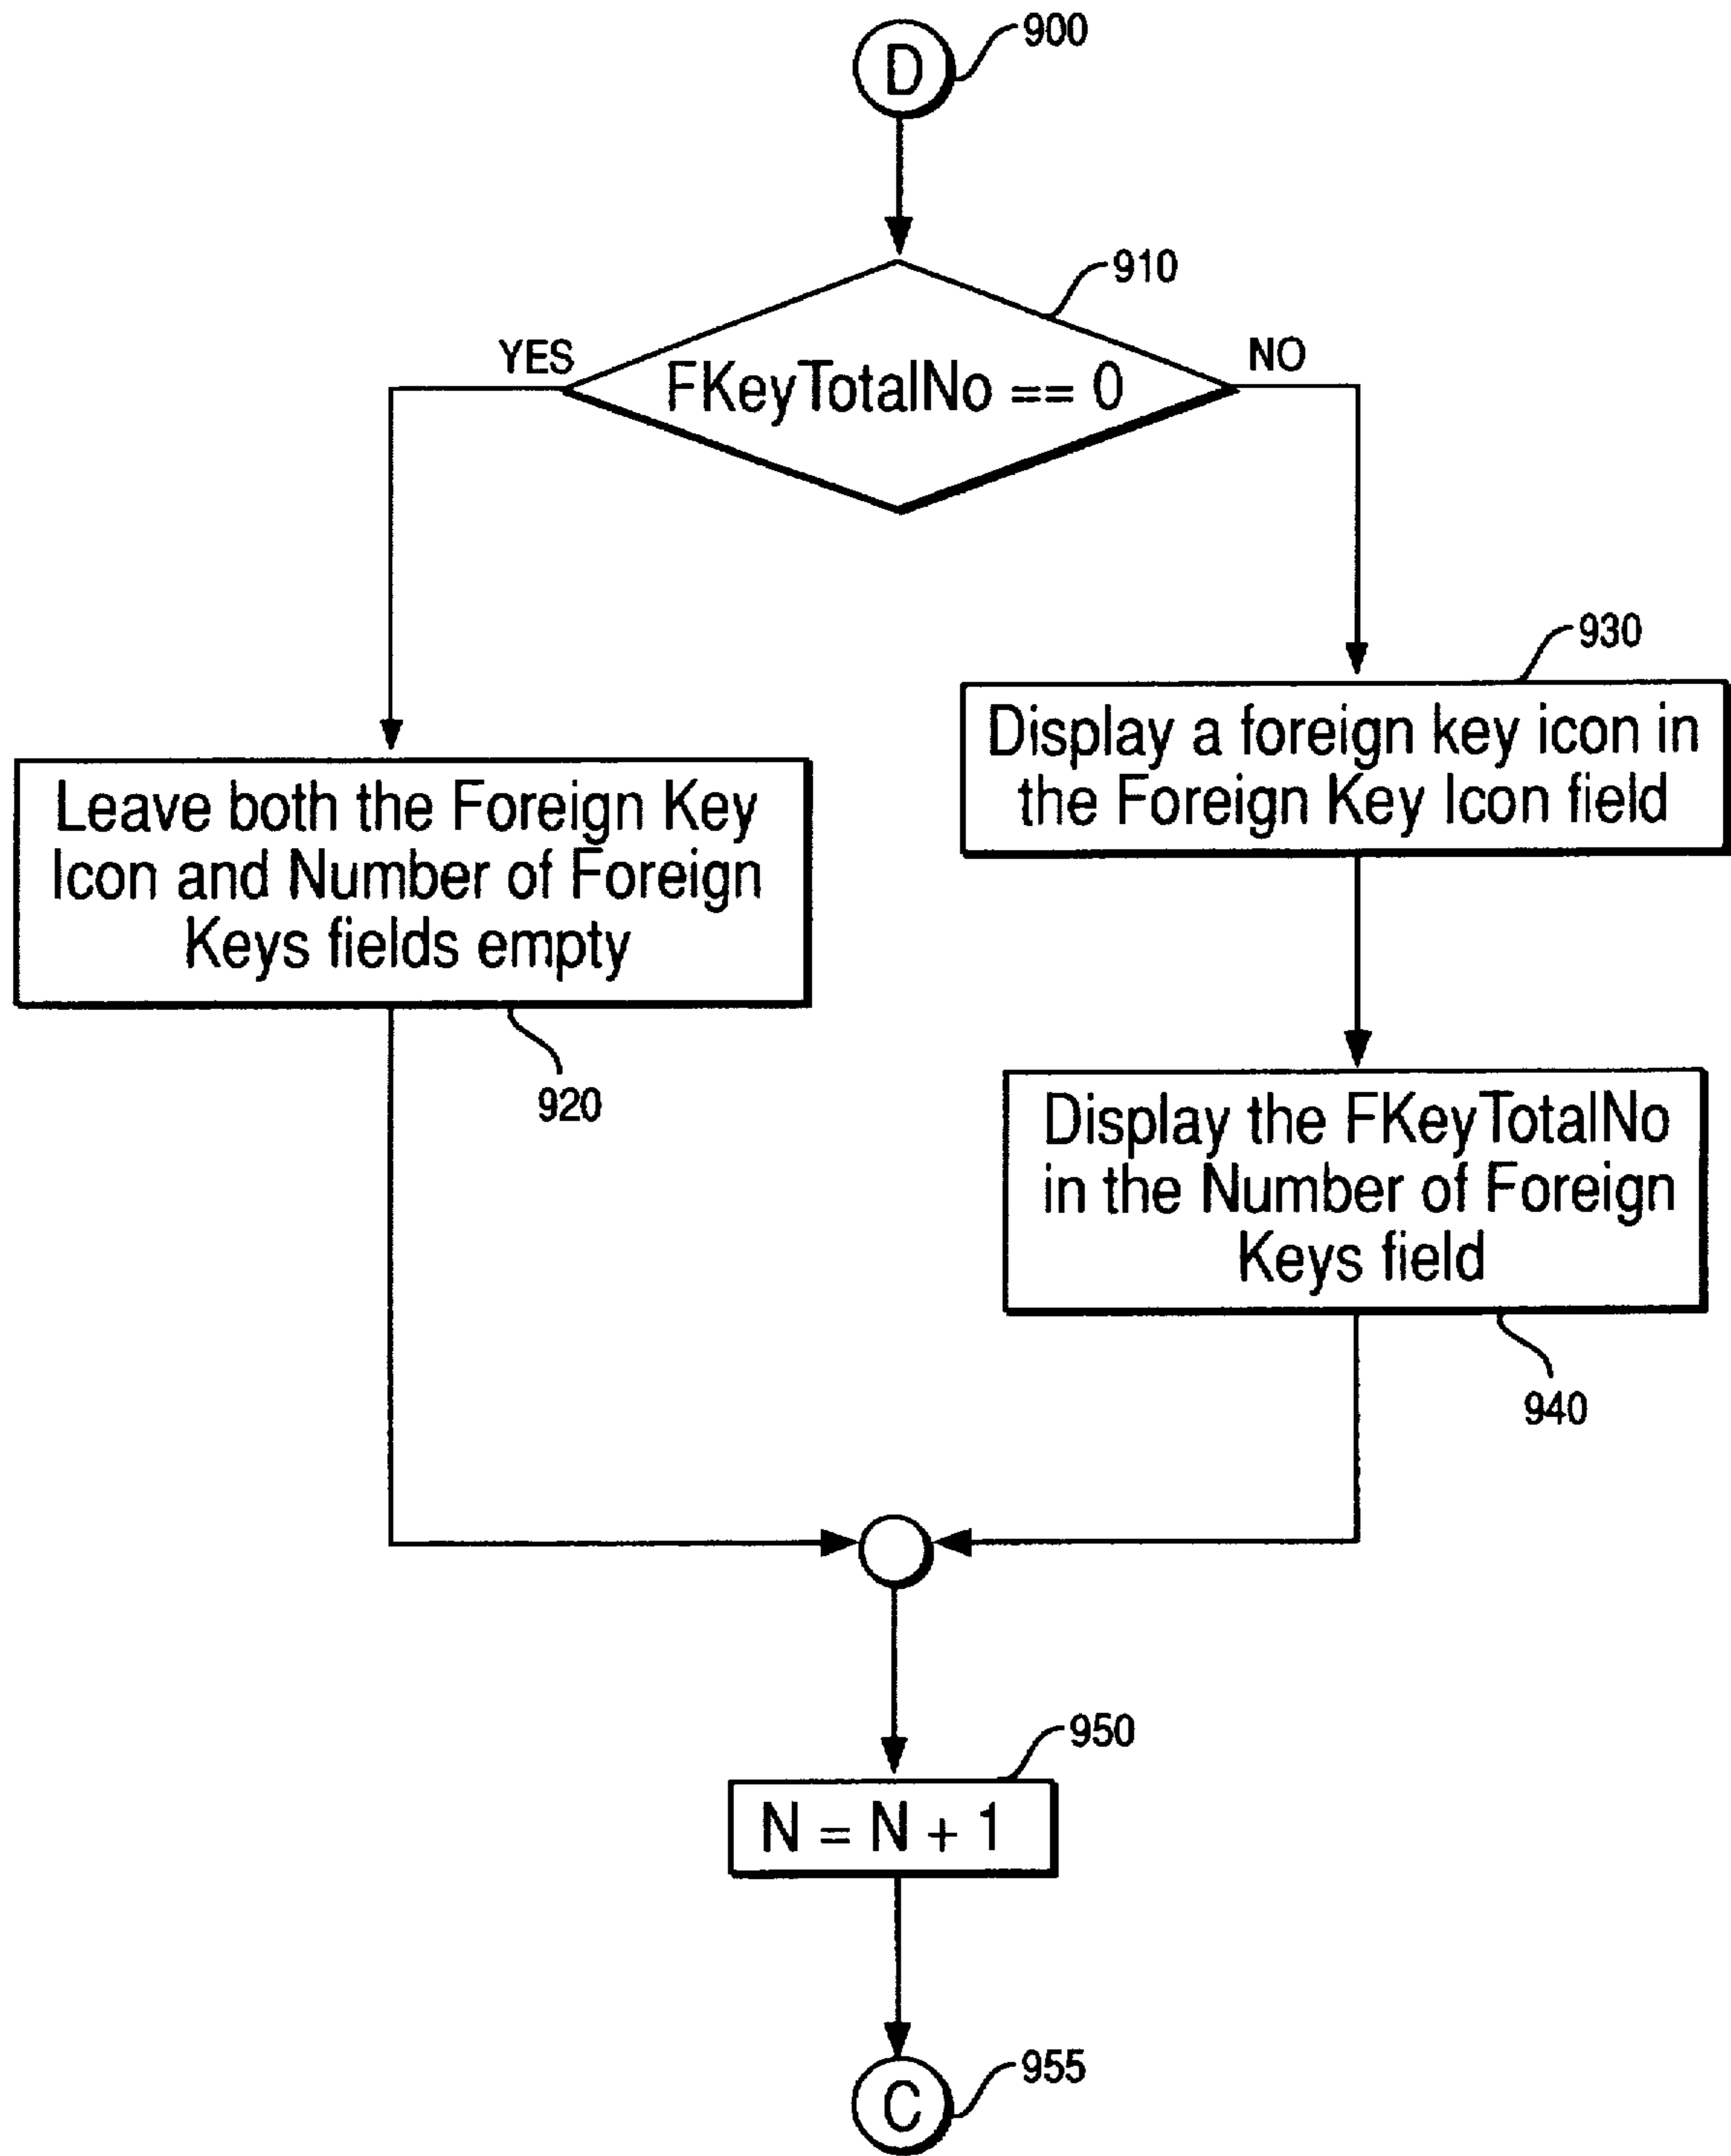 D
900
910
YES
NO
FKeyTotalNo == 0
930
Display a foreign key icon in
the Foreign Key Icon field
Leave both the Foreign Key
Icon and Number of Foreign
Keys fields empty
920
Display the FKeyTotalNo
in the Number of Foreign
Keys field
940
950
N = N + 1
C
955